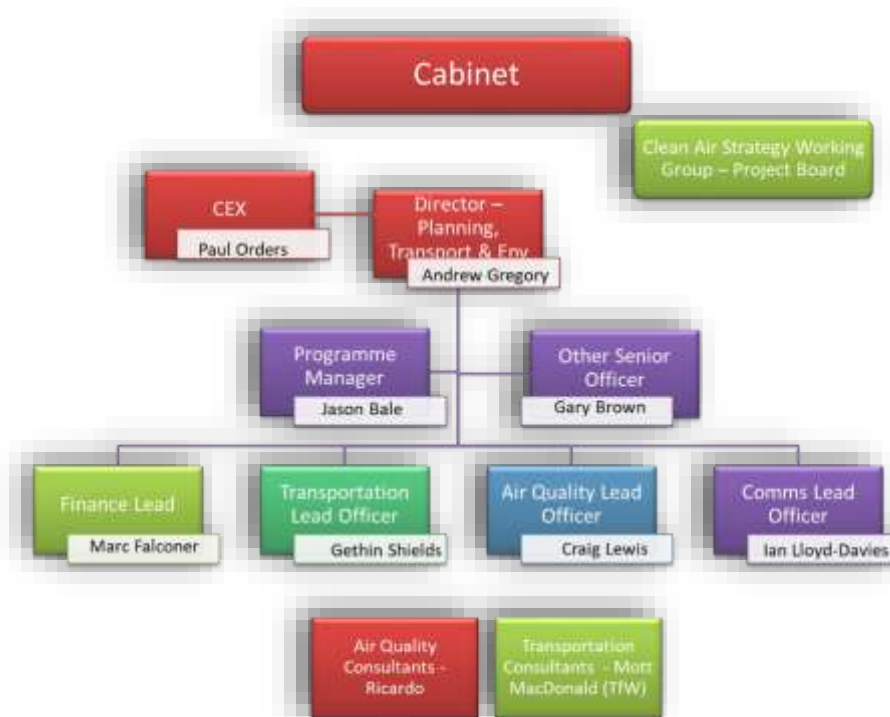 Cabinet
Clean Air Strategy Working
Group – Project Board
CEX
Paul Orders
Director –
Planning,
Transport & Env
Andrew Gregory
Programme
Manager
Jason Bale
Other Senior
Officer
Gary Brown
Finance Lead
Marc Falconer
Transportation
Lead Officer
Gethin Shields
Air Quality Lead
Officer
Craig Lewis
Comms Lead
Officer
Ian Lloyd-Davies
Air Quality
Consultants -
Ricardo
Transportation
Consultants - Mott
MacDonald (TfW)